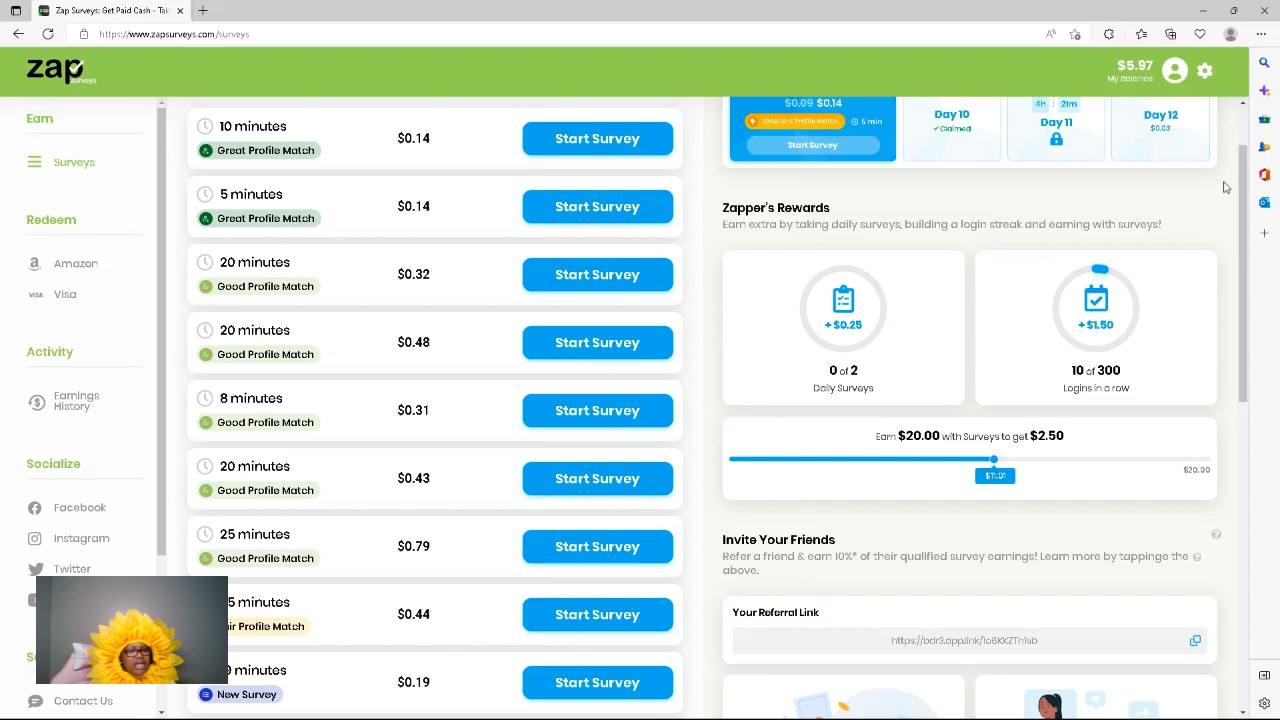 Zap Surveys Get Paid Cash - Ta
https://www.zapsurveys.com/surveys
zap
surveys
$5.97
My Balance
Earn
Surveys
Redeem
Amazon
VISA Visa
Activity
Earnings
History
Socialize
Facebook
Instagram
Twitter
Contact Us
10 minutes
Great Profile Match
$0.14
Start Survey
5 minutes
Great Profile Match
$0.14
Start Survey
20 minutes
Good Profile Match
$0.32
Start Survey
20 minutes
Good Profile Match
$0.48
Start Survey
8 minutes
Good Profile Match
$0.31
Start Survey
20 minutes
Good Profile Match
$0.43
Start Survey
25 minutes
Good Profile Match
$0.79
Start Survey
5 minutes
ir Profile Match
$0.44
Start Survey
minutes
New Survey
$0.19
Start Survey
$0.09 $0.14
Excellent Profile Match
5 min
Start Survey
Day 10
Claimed
4h : 21m
Day 11
Day 12
$0.03
Zapper's Rewards
Earn extra by taking daily surveys, building a login streak and earning with surveys!
+ $0.25
0 of 2
Daily Surveys
+ $1.50
10 of 300
Logins in a row
Earn $20.00 with Surveys to get $2.50
$11.01
$20.00
Invite Your Friends
Refer a friend & earn 10%* of their qualified survey earnings! Learn more by tapping the
above.
Your Referral Link